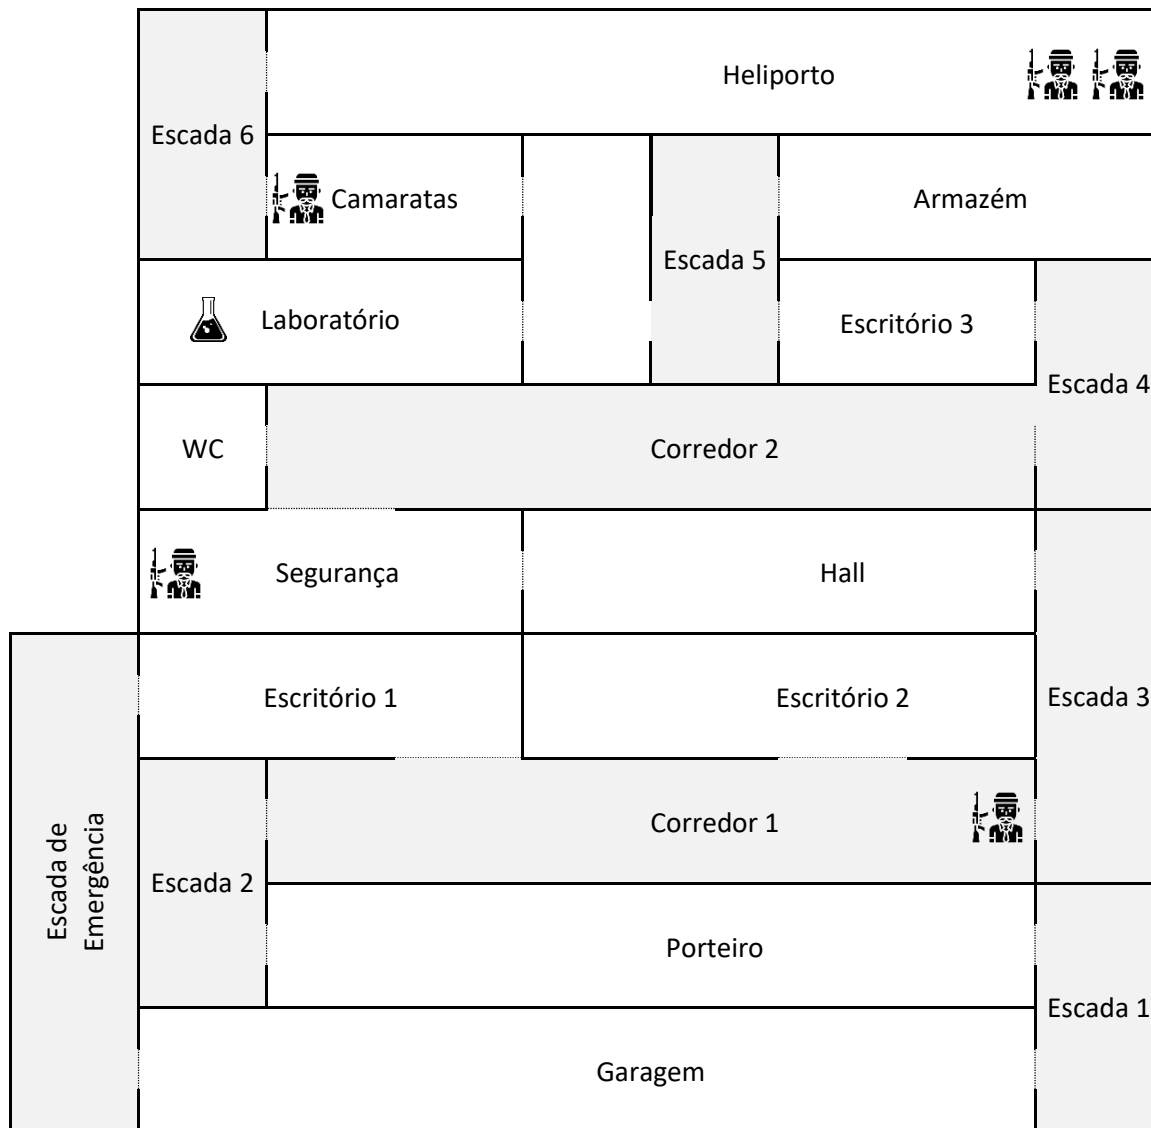 Heliporto
Escada 6
Camaratas
Armazém
Escada 5
Laboratório
Escritório 3
Escada 4
WC
Corredor 2
Segurança
Hall
Escritório 1
Escritório 2
Escada 3
Corredor 1
Escada de
Emergência
Escada 2
Porteiro
Escada 1
Garagem